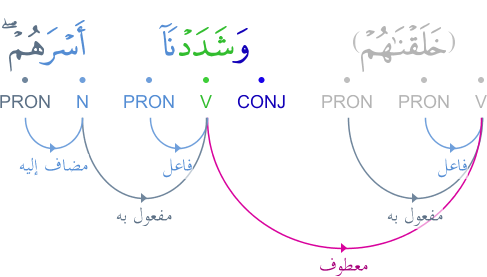 (خَلَقْنَٰهُمْ) وَشَدَدْنَآ أَسْرَهُمْ ۖ
PRON N PRON V CONJ PRON PRON V
مضاف إليه فاعل فاعل
مفعول به مفعول به
معطوف